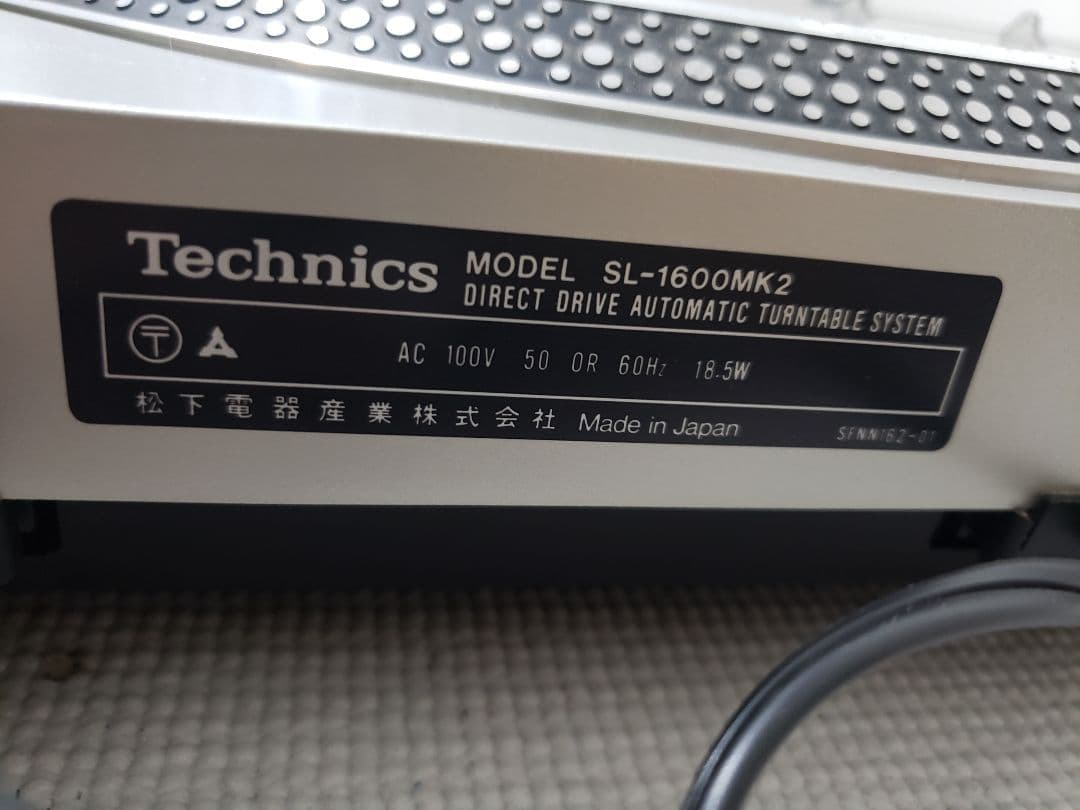 Technics MODEL SL-1600MK2
DIRECT DRIVE AUTOMATIC TURNTABLE SYSTEM
〒 AC 100V 50 OR 60Hz 18.5W
松下電器産業株式会社 Made in Japan
SFNN162-01